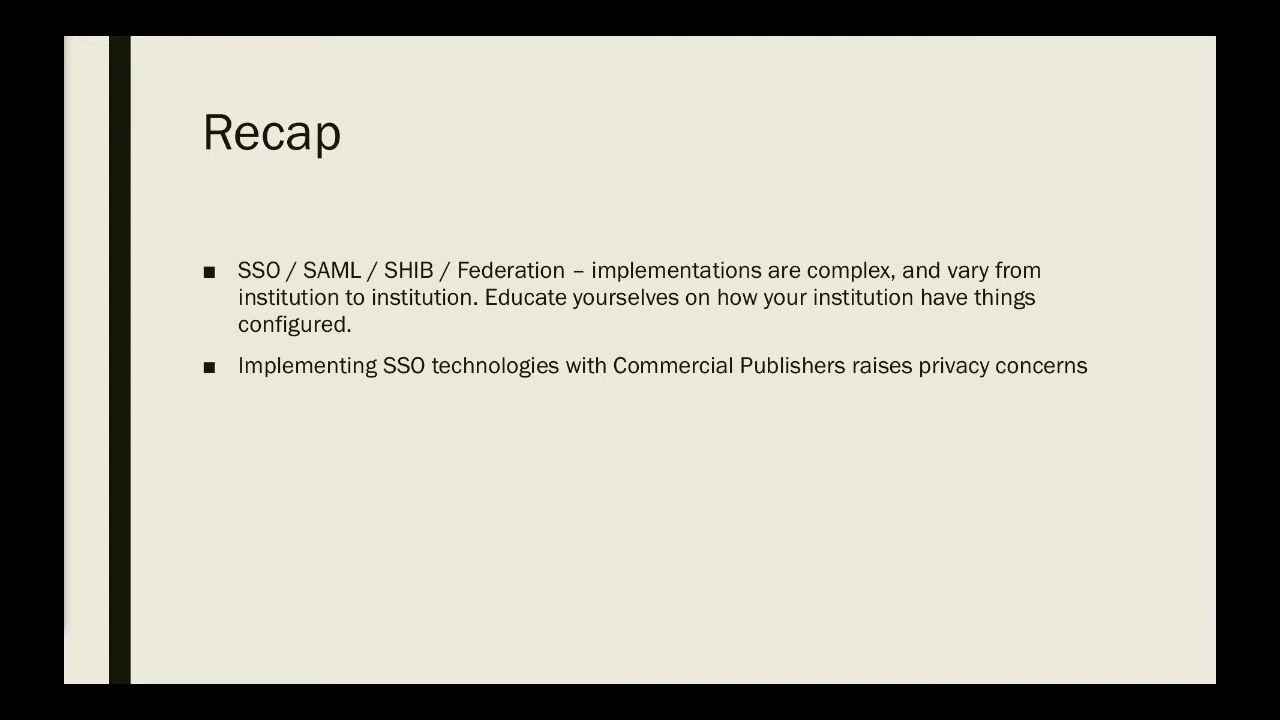 Recap
■ SSO / SAML / SHIB / Federation – implementations are complex, and vary from
institution to institution. Educate yourselves on how your institution have things
configured.
■ Implementing SSO technologies with Commercial Publishers raises privacy concerns